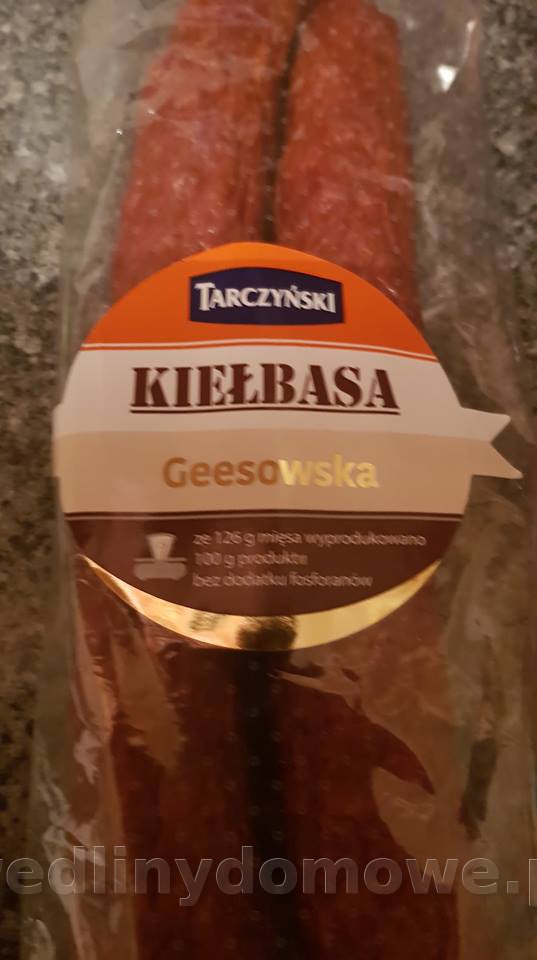 TARCZYŃSKI
KIEŁBASA
Geesowska
ze 126 g mięsa wyprodukowano
100 g produktu
bez dodatku fosforanów
wedlinydomowe.p